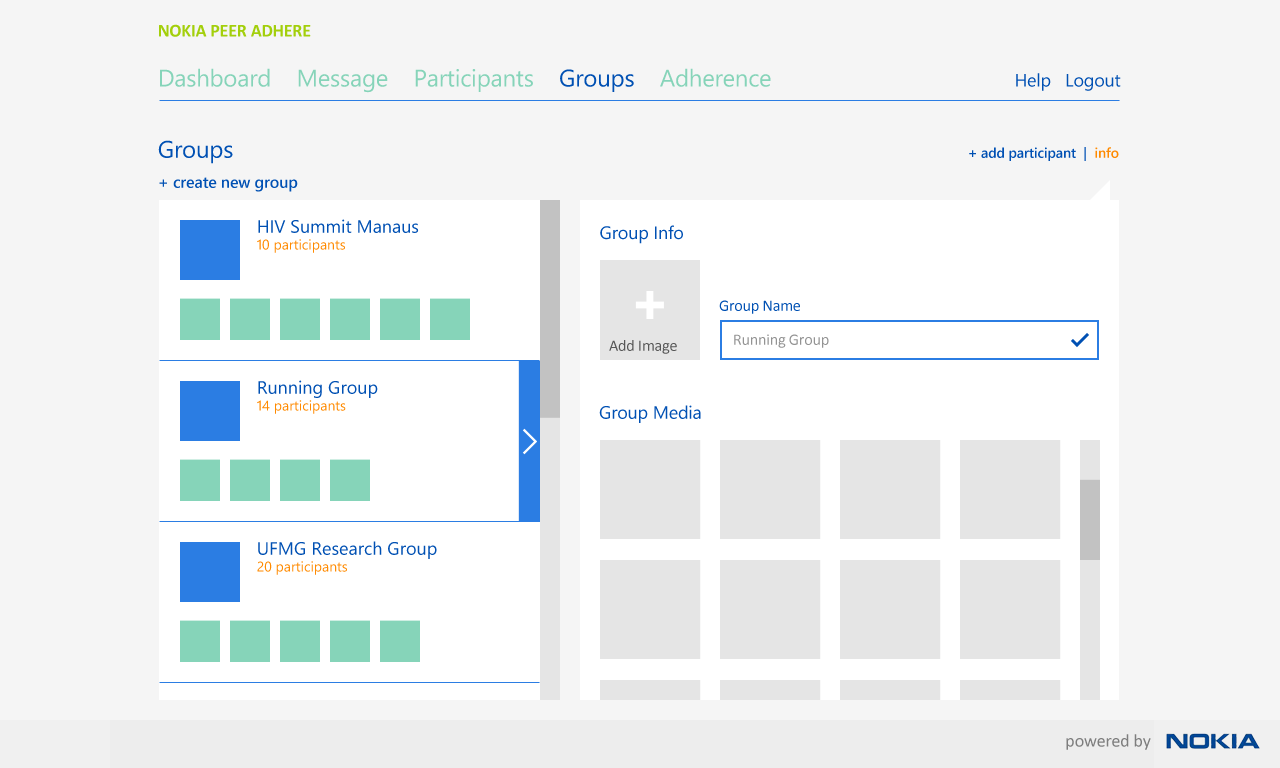 NOKIA PEER ADHERE
Dashboard Message Participants Groups Adherence Help Logout
Groups
+ add participant | info
+ create new group
HIV Summit Manaus
10 participants
Running Group
14 participants
UFMG Research Group
20 participants
Group Info
Add Image
Group Name
Running Group
Group Media
powered by NOKIA